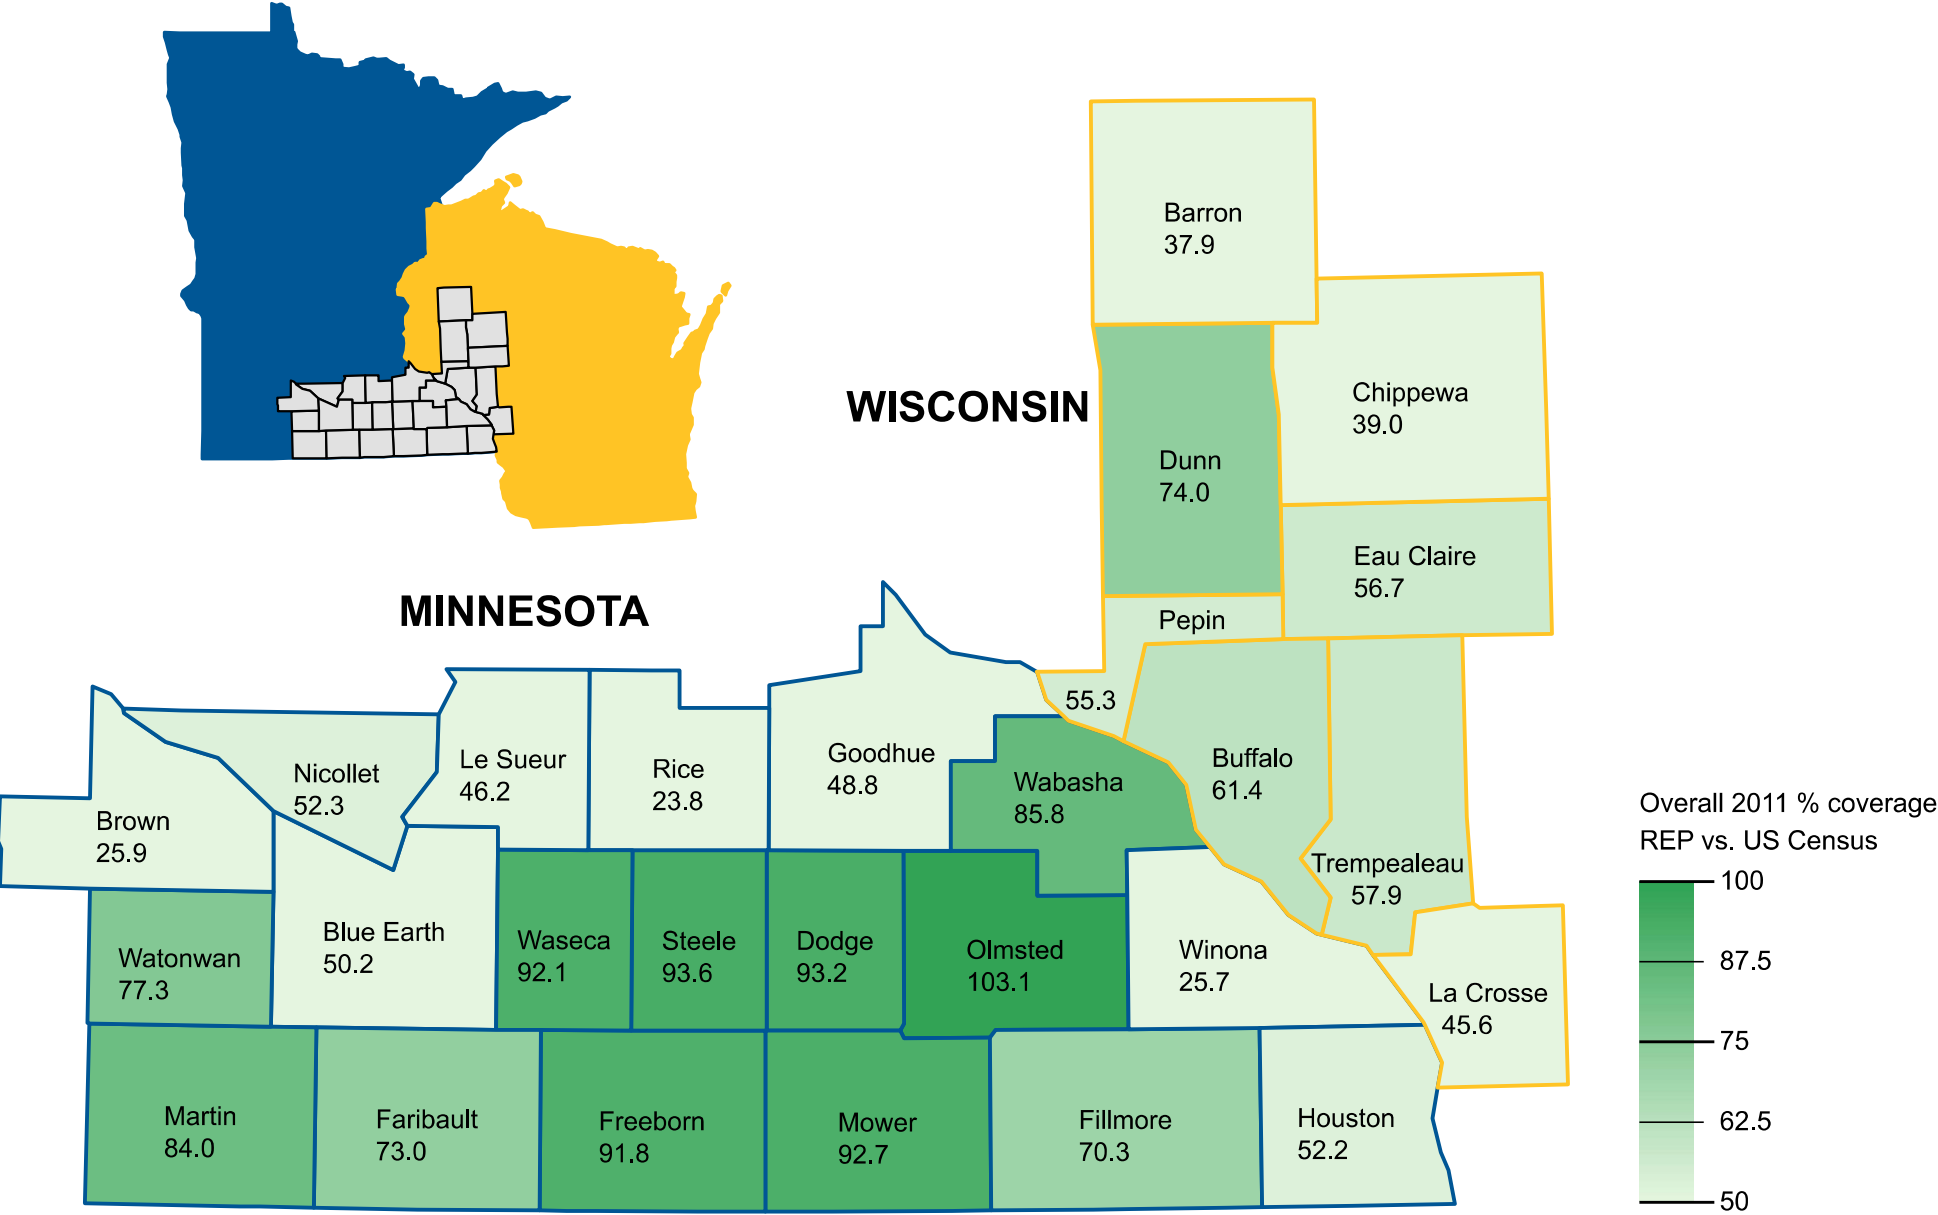 WISCONSIN
Barron
37.9
Chippewa
39.0
Dunn
74.0
Eau Claire
56.7
Pepin
55.3
Buffalo
61.4
Trempealeau
57.9
La Crosse
45.6
MINNESOTA
Brown
25.9
Nicollet
52.3
Le Sueur
46.2
Rice
23.8
Goodhue
48.8
Wabasha
85.8
Watonwan
77.3
Blue Earth
50.2
Waseca
92.1
Steele
93.6
Dodge
93.2
Olmsted
103.1
Winona
25.7
Martin
84.0
Faribault
73.0
Freeborn
91.8
Mower
92.7
Fillmore
70.3
Houston
52.2
Overall 2011 % coverage
REP vs. US Census
100
87.5
75
62.5
50